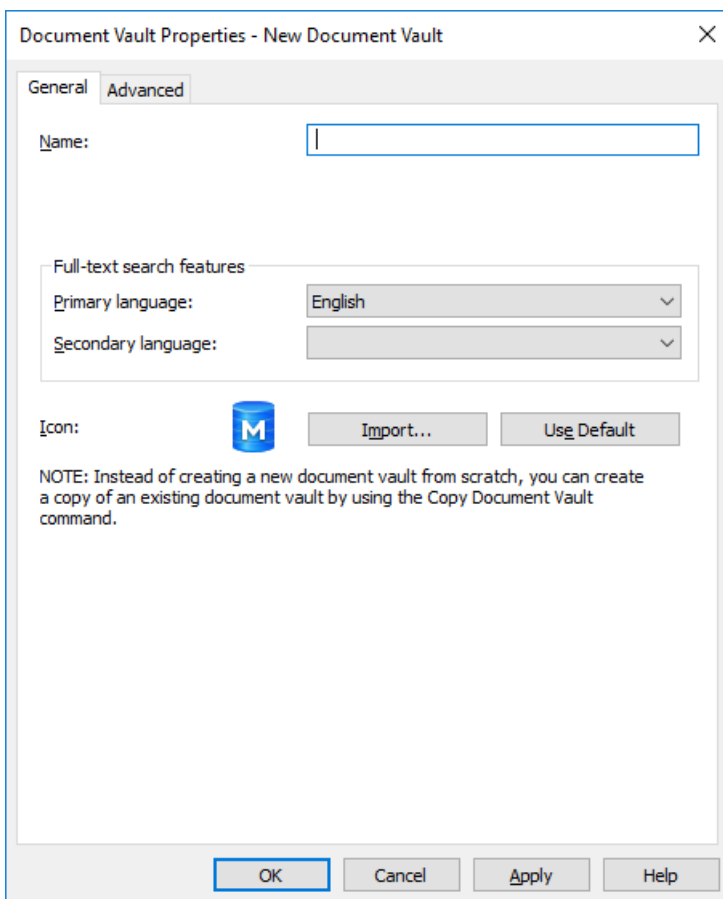 Document Vault Properties - New Document Vault
General
Advanced
Name:
Full-text search features
Primary language:
English
Secondary language:
Icon:
M
Import...
Use Default
NOTE: Instead of creating a new document vault from scratch, you can create
a copy of an existing document vault by using the Copy Document Vault
command.
OK
Cancel
Apply
Help